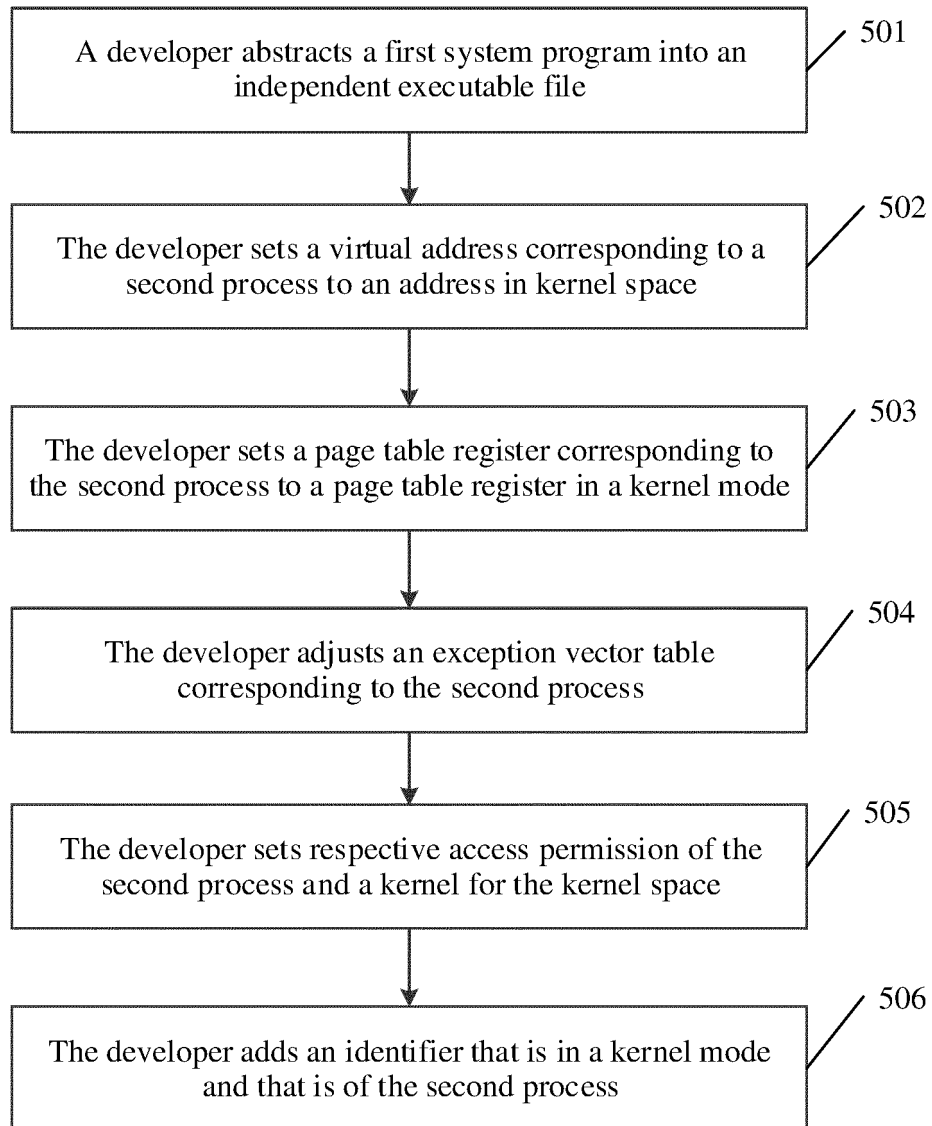 A developer abstracts a first system program into an
independent executable file
501
The developer sets a virtual address corresponding to a
second process to an address in kernel space
502
The developer sets a page table register corresponding to
the second process to a page table register in a kernel mode
503
The developer adjusts an exception vector table
corresponding to the second process
504
The developer sets respective access permission of the
second process and a kernel for the kernel space
505
The developer adds an identifier that is in a kernel mode
and that is of the second process
506